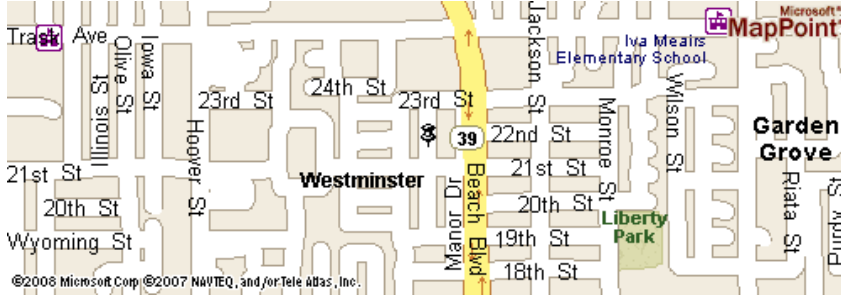 Microsoft®
MapPoint®
Trask Ave
Iva Meairs
Elementary School
Illinois St
Olive St
Iowa St
Jackson St
24th St
23rd St
23rd St
Hoover St
39
22nd St
Monroe St
Wilson St
Garden
Grove
21st St
Westminster
21st St
Manor Dr
Beach Blvd
20th St
20th St
Riata St
Purdy St
Liberty
Park
Wyoming St
19th St
18th St
©2008 Microsoft Corp ©2007 NAVTEQ, and/or Tele Atlas, Inc.